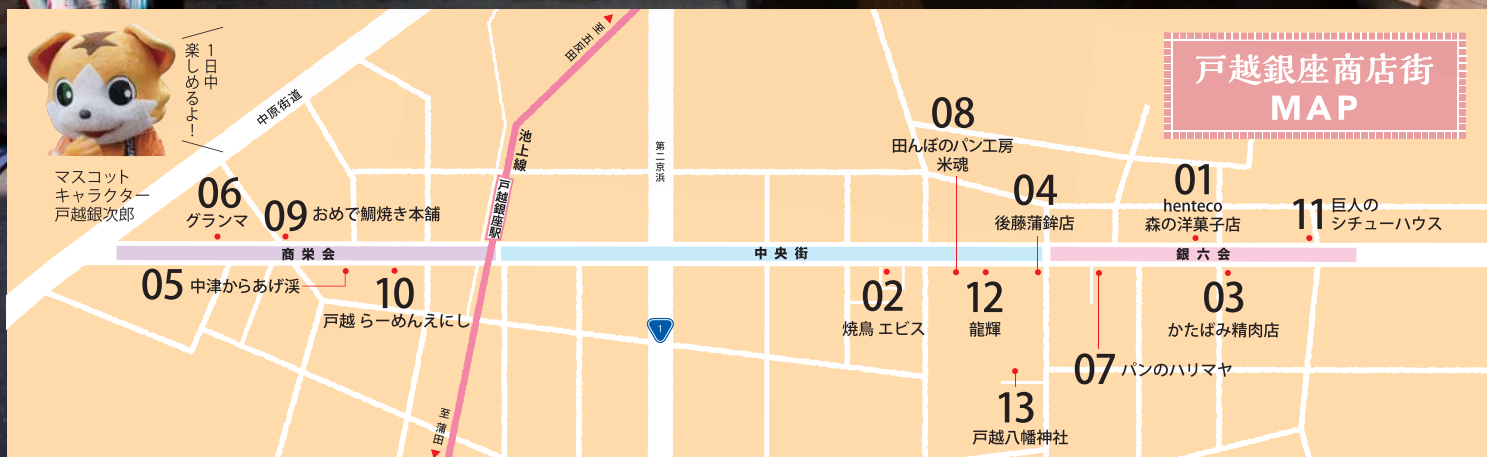 戸越銀座商店街
MAP
1日中
楽しめるよ!
マスコット
キャラクター
戸越銀次郎
中原街道
至 五反田
池上線
戸越銀座駅
第二京浜
1
至 蒲田
商栄会
中央街
銀六会
06
グランマ
09 おめで鯛焼き本舗
05 中津からあげ渓
10
戸越 らーめんえにし
08
田んぼのパン工房
米魂
04
後藤蒲鉾店
01
henteco
森の洋菓子店
11 巨人の
シチューハウス
02
焼鳥 エビス
12
龍輝
03
かたばみ精肉店
07 パンのハリマヤ
13
戸越八幡神社